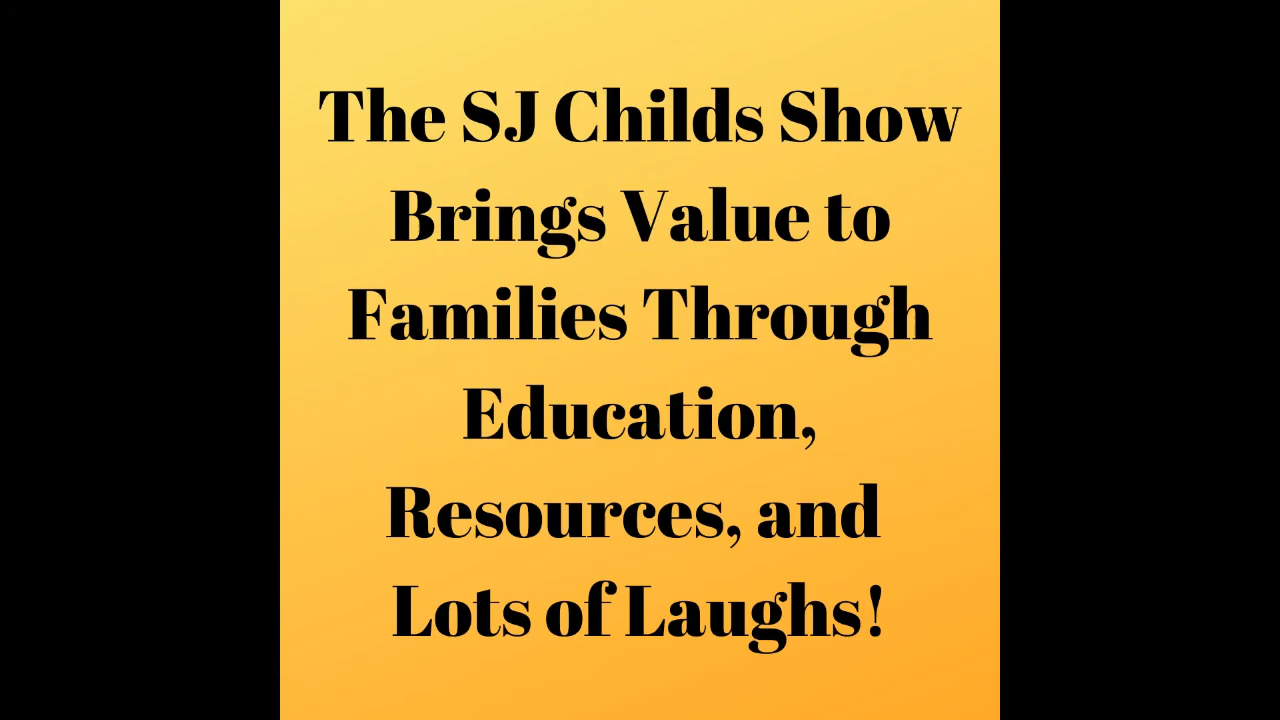 The SJ Childs Show
Brings Value to
Families Through
Education,
Resources, and
Lots of Laughs!